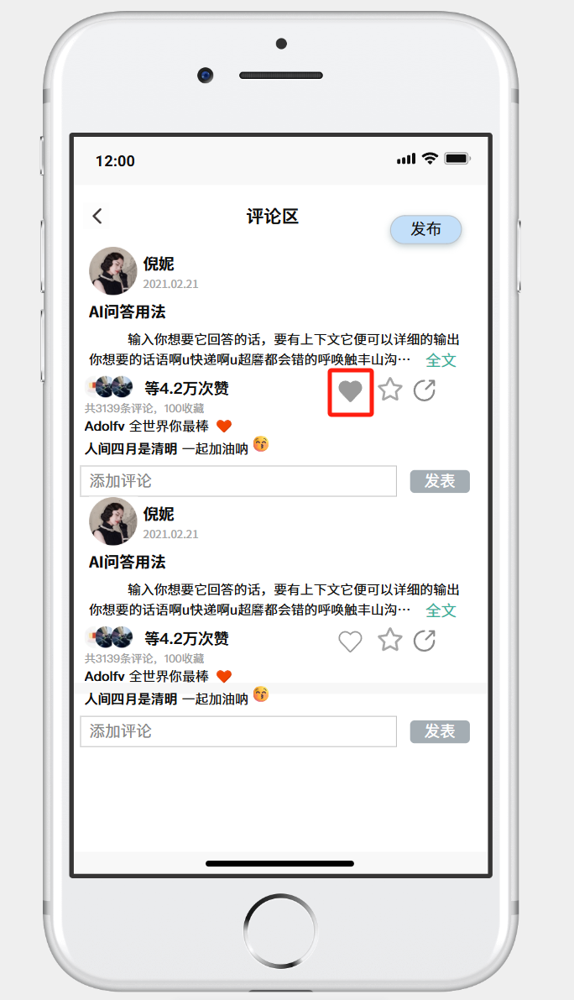 12:00
评论区
发布
倪妮
2021.02.21
AI问答用法
输入你想要它回答的话，要有上下文它便可以详细的输出
你想要的话语啊u快递啊u超麿都会错的呼唤触丰山沟… 全文
等4.2万次赞
共3139条评论，100收藏
Adolfv 全世界你最棒
人间四月是清明 一起加油呐
添加评论 发表
倪妮
2021.02.21
AI问答用法
输入你想要它回答的话，要有上下文它便可以详细的输出
你想要的话语啊u快递啊u超麿都会错的呼唤触丰山沟… 全文
等4.2万次赞
共3139条评论，100收藏
Adolfv 全世界你最棒
人间四月是清明 一起加油呐
添加评论 发表